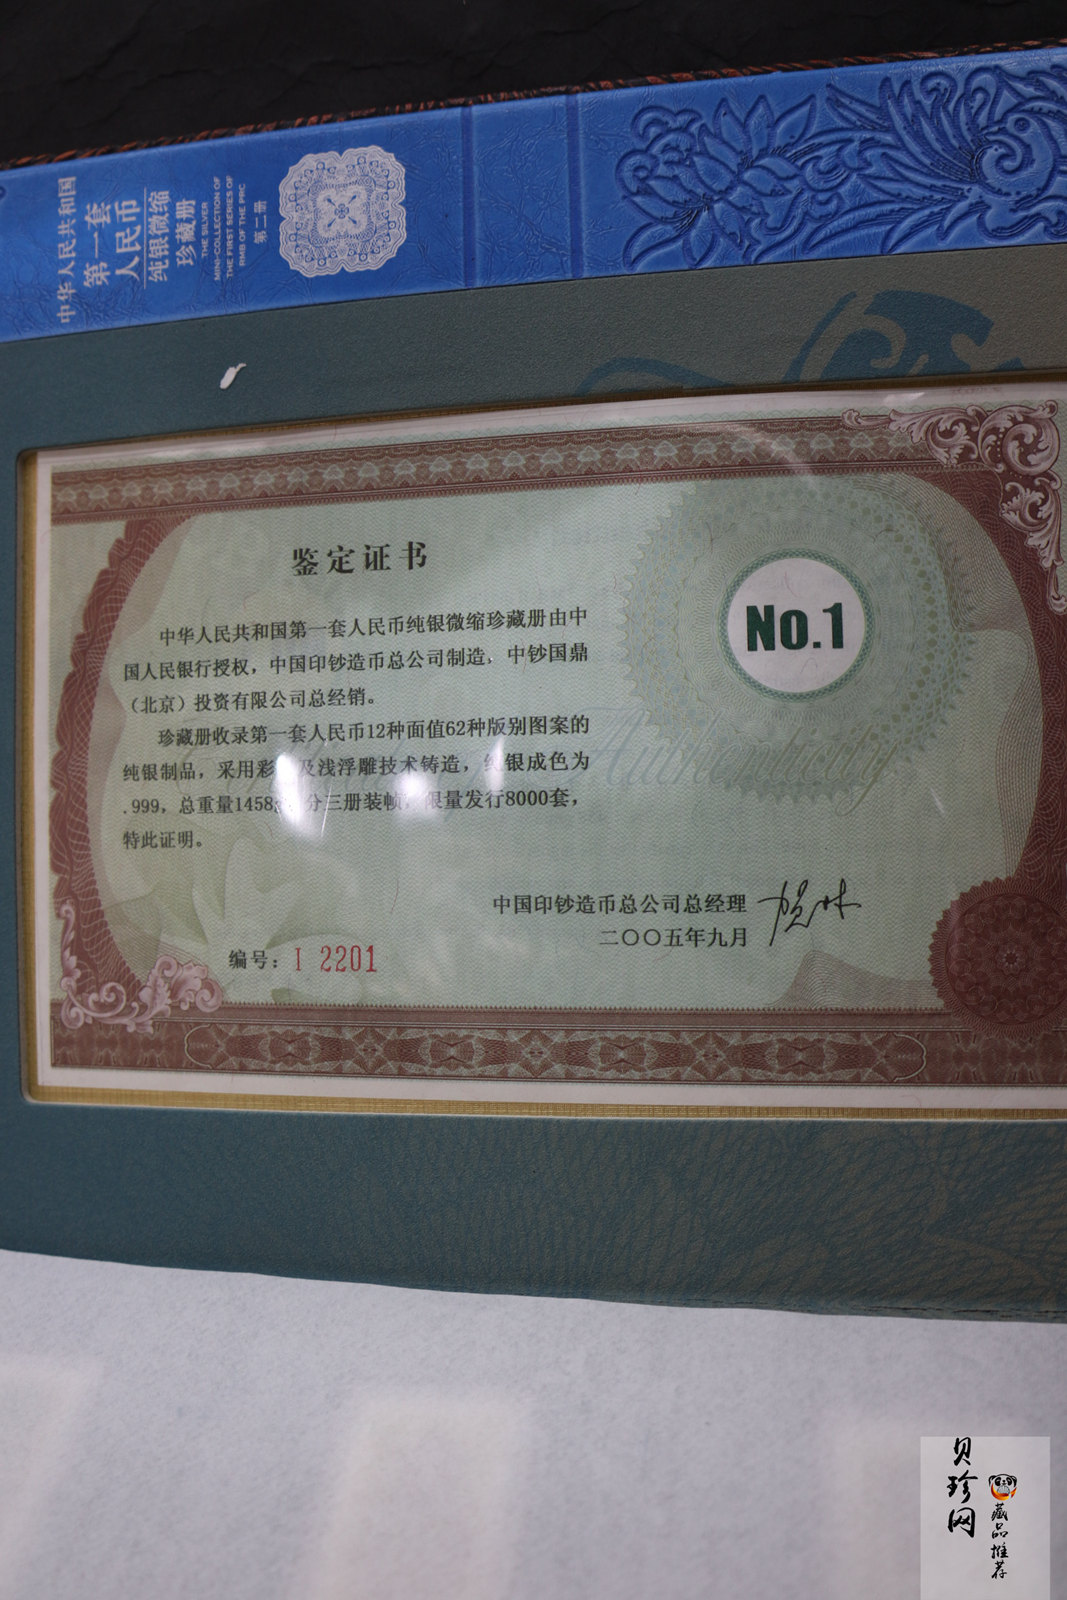 中华人民共和国
第一套
人民币
纯银微缩
珍藏册
THE SILVER
MINI-COLLECTION OF
THE FIRST SERIES OF
RMB OF THE PRC
第二册
鉴定证书
No.1
中华人民共和国第一套人民币纯银微缩珍藏册由中
国人民银行授权，中国印钞造币总公司制造，中钞国鼎
（北京）投资有限公司总经销。
珍藏册收录第一套人民币12种面值62种版别图案的
纯银制品，采用彩 及浅浮雕技术铸造，纯银成色为
.999，总重量1458g 分三册装帧，限量发行8000套，
特此证明。
Authenticity
中国印钞造币总公司总经理
二〇〇五年九月
编号：I 2201
贝珍网
藏品推荐